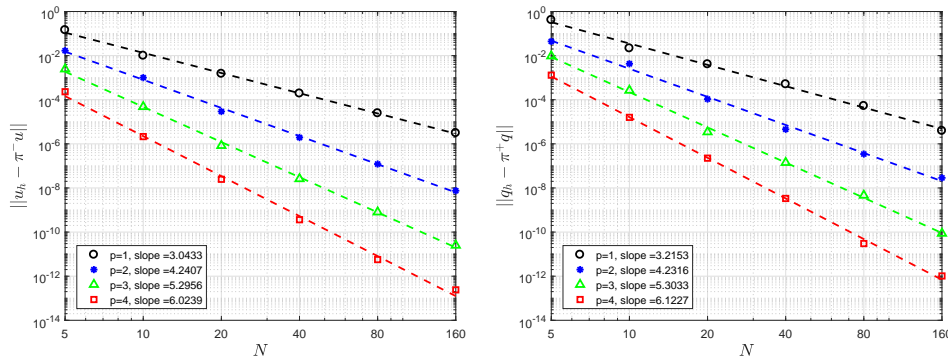 10^0
10^-2
10^-4
10^-6
10^-8
10^-10
10^-12
10^-14
||u_h − π^− u||
p=1, slope =3.0433
p=2, slope =4.2407
p=3, slope =5.2956
p=4, slope =6.0239
5 10 20 40 80 160
N
10^0
10^-2
10^-4
10^-6
10^-8
10^-10
10^-12
10^-14
||q_h − π^+ q||
p=1, slope =3.2153
p=2, slope =4.2316
p=3, slope =5.3033
p=4, slope =6.1227
5 10 20 40 80 160
N